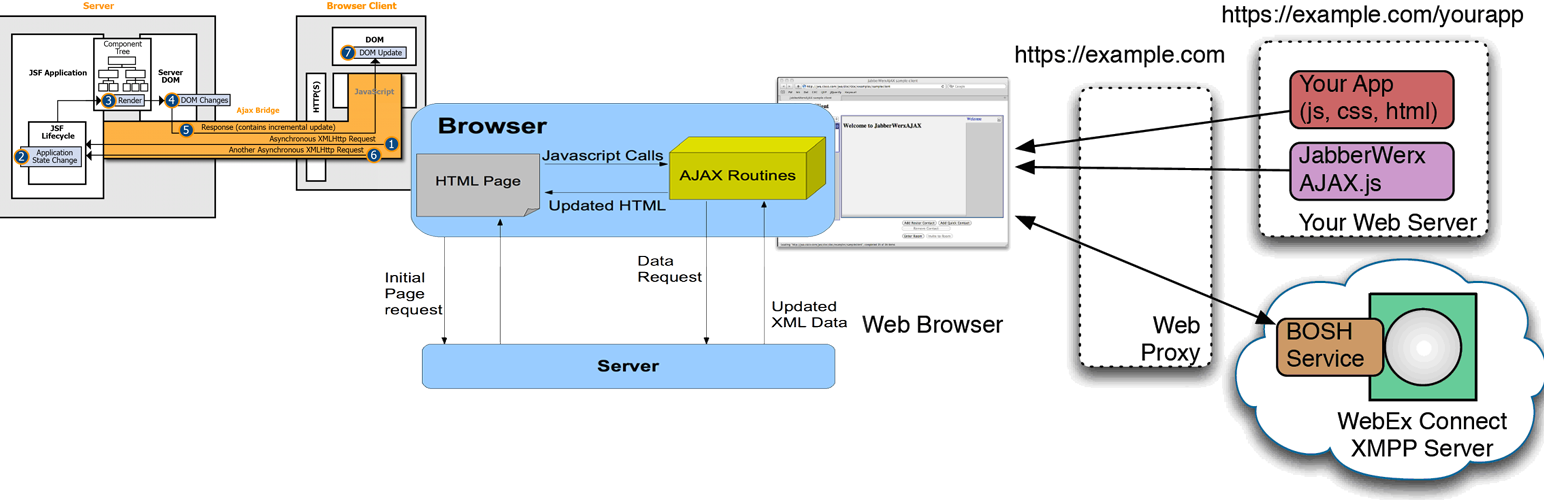 Server
Browser Client
Component
Tree
JSF Application
Server
DOM
3
Render
4
DOM Changes
JSF
Lifecycle
2
Application
State Change
Ajax Bridge
5
Response (contains incremental update)
Asynchronous XMLHttp Request
1
Another Asynchronous XMLHttp Request
6
DOM
7
DOM Update
HTTP(S)
JavaScript
Browser
HTML Page
Javascript Calls
Updated HTML
AJAX Routines
Initial
Page
request
Data
Request
Updated
XML Data
Server
Welcome to JabberWerxAJAX
Web Browser
https://example.com
Web
Proxy
https://example.com/yourapp
Your App
(js, css, html)
JabberWerx
AJAX.js
Your Web Server
BOSH
Service
WebEx Connect
XMPP Server